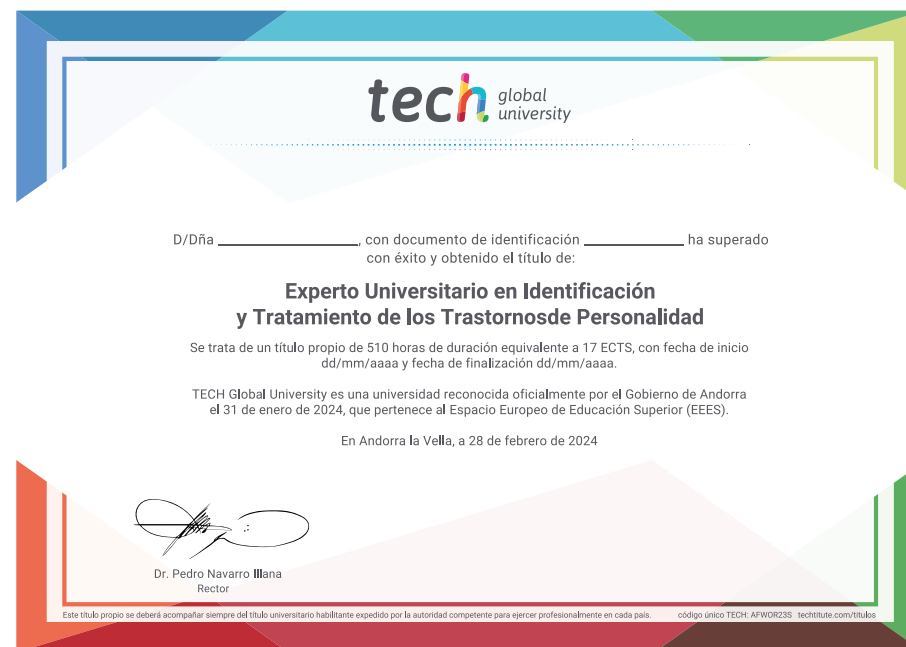 tech global university
D/Dña ____________________, con documento de identificación ______________ ha superado
con éxito y obtenido el título de:
Experto Universitario en Identificación
y Tratamiento de los Trastornosde Personalidad
Se trata de un título propio de 510 horas de duración equivalente a 17 ECTS, con fecha de inicio
dd/mm/aaaa y fecha de finalización dd/mm/aaaa.
TECH Global University es una universidad reconocida oficialmente por el Gobierno de Andorra
el 31 de enero de 2024, que pertenece al Espacio Europeo de Educación Superior (EEES).
En Andorra la Vella, a 28 de febrero de 2024
Dr. Pedro Navarro Illana
Rector
Este título propio se deberá acompañar siempre del título universitario habilitante expedido por la autoridad competente para ejercer profesionalmente en cada país. código único TECH: AFWOR23S techtitute.com/titulos